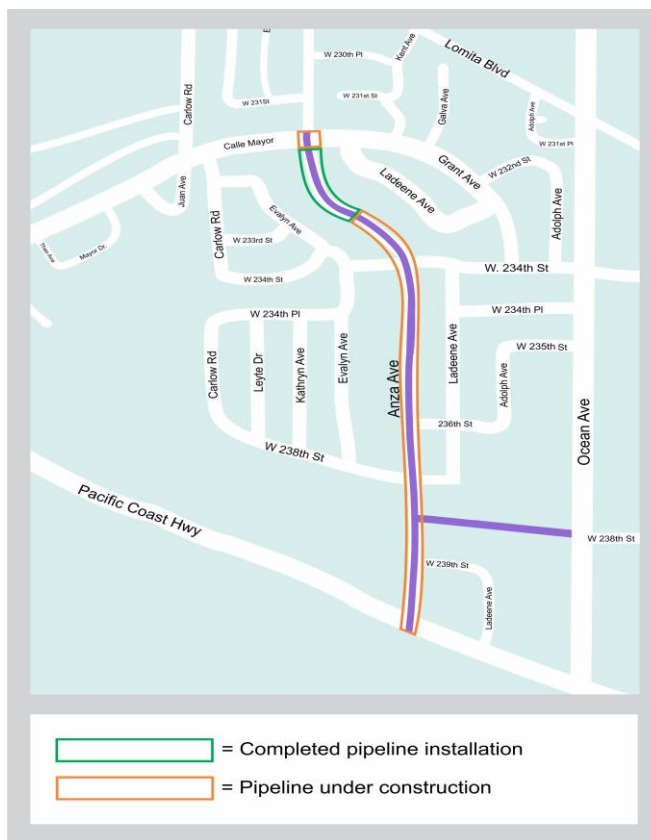 W 230th Pl
Kent Ave
Lomita Blvd
Carlow Rd
W 231St
W 231st St
Galva Ave
Adolph Ave
W 231st Pl
Calle Mayor
Juan Ave
Ladeene Ave
Grant Ave
W 232nd St
Adolph Ave
Mayor Dr.
Carlow Rd
Evalyn Ave
W 233rd St
W 234th St
W. 234th St
W 234th Pl
W 234th Pl
Carlow Rd
Leyte Dr
Kathryn Ave
Evalyn Ave
Anza Ave
Ladeene Ave
W 235th St
Adolph Ave
236th St
Ocean Ave
W 238th St
Pacific Coast Hwy
W 238th St
W 239th St
Ladeene Ave
= Completed pipeline installation
= Pipeline under construction